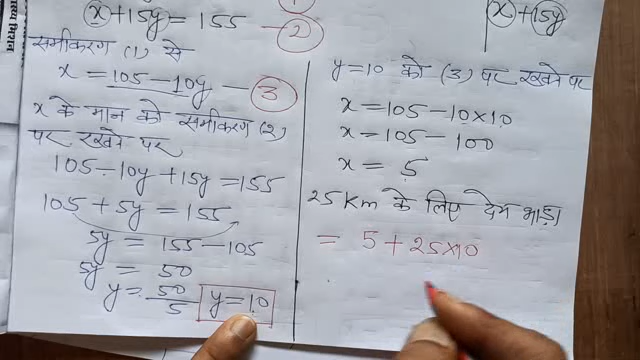 x+15y = 155 — 2
समीकरण (1) से
x = 105-10y — 3
x के मान को समीकरण (2)
पर रखने पर
105-10y+15y=155
105+5y=155
5y = 155-105
5y = 50
y= 50/5 y=10
x+15y
y=10 को (3) पर रखने पर
x=105-10×10
x=105-100
x=5
25Km के लिए देय भाड़ा
= 5+25×10